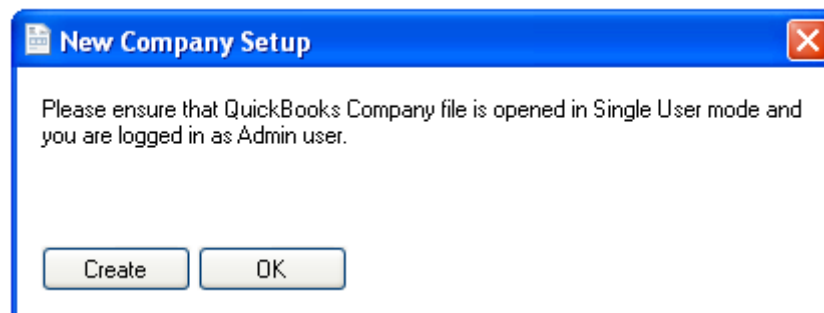 New Company Setup
Please ensure that QuickBooks Company file is opened in Single User mode and
you are logged in as Admin user.
Create OK